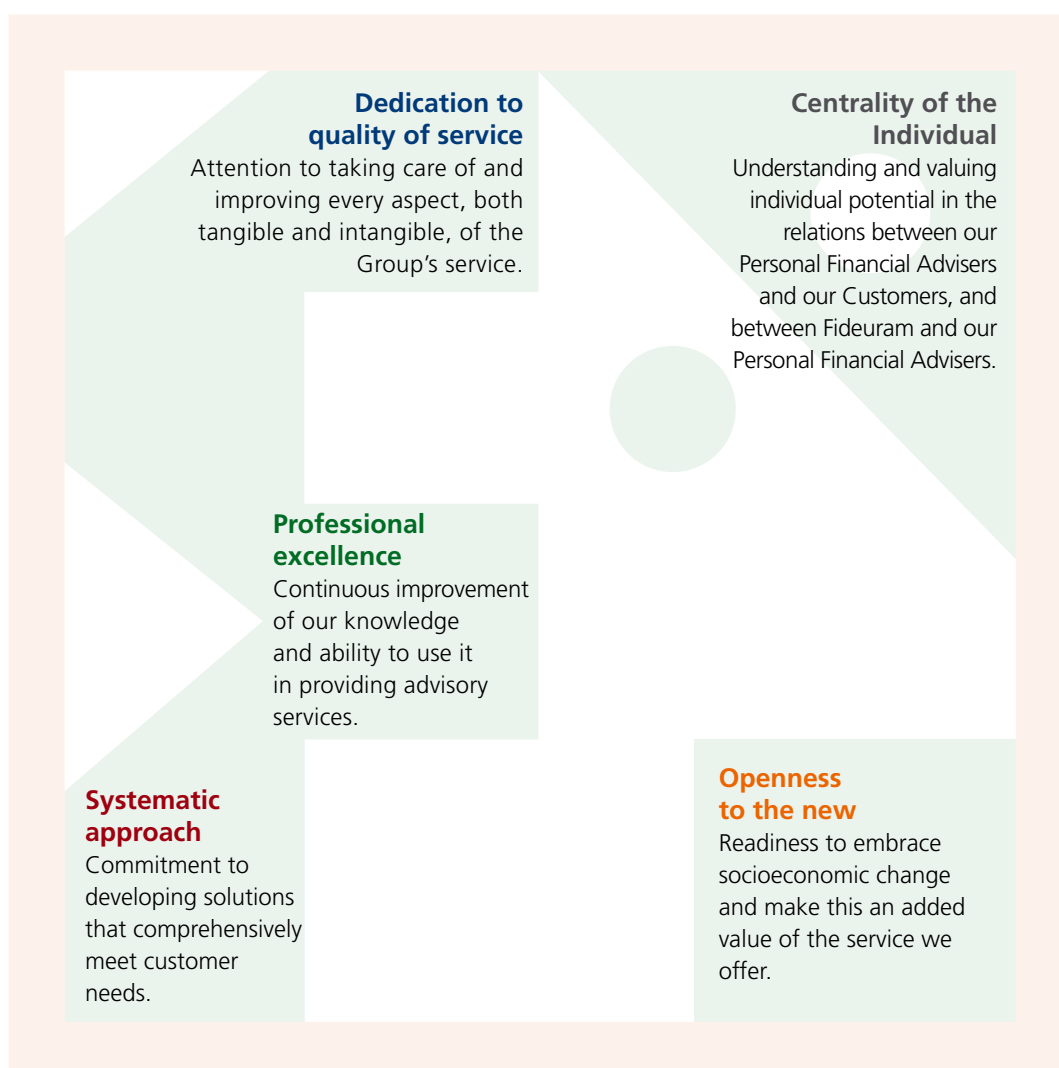 Dedication to
quality of service
Attention to taking care of and
improving every aspect, both
tangible and intangible, of the
Group’s service.
Centrality of the
Individual
Understanding and valuing
individual potential in the
relations between our
Personal Financial Advisers
and our Customers, and
between Fideuram and our
Personal Financial Advisers.
Professional
excellence
Continuous improvement
of our knowledge
and ability to use it
in providing advisory
services.
Systematic
approach
Commitment to
developing solutions
that comprehensively
meet customer
needs.
Openness
to the new
Readiness to embrace
socioeconomic change
and make this an added
value of the service we
offer.